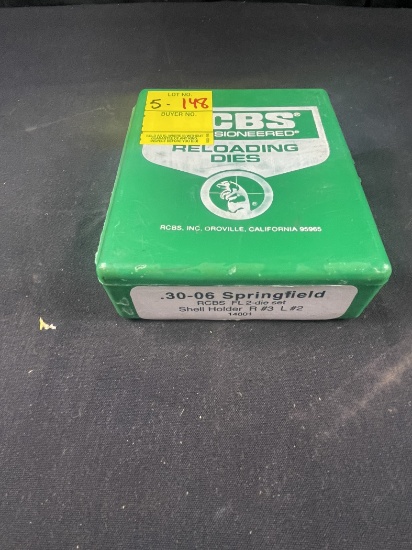 LOT NO.
5 - 148
BUYER NO.
CBS®
SIONEERED®
RELOADING
DIES
RCBS, INC. OROVILLE, CALIFORNIA 95965
.30-06 Springfield
RCBS FL 2-die set
Shell Holder R #3 L #2
14801